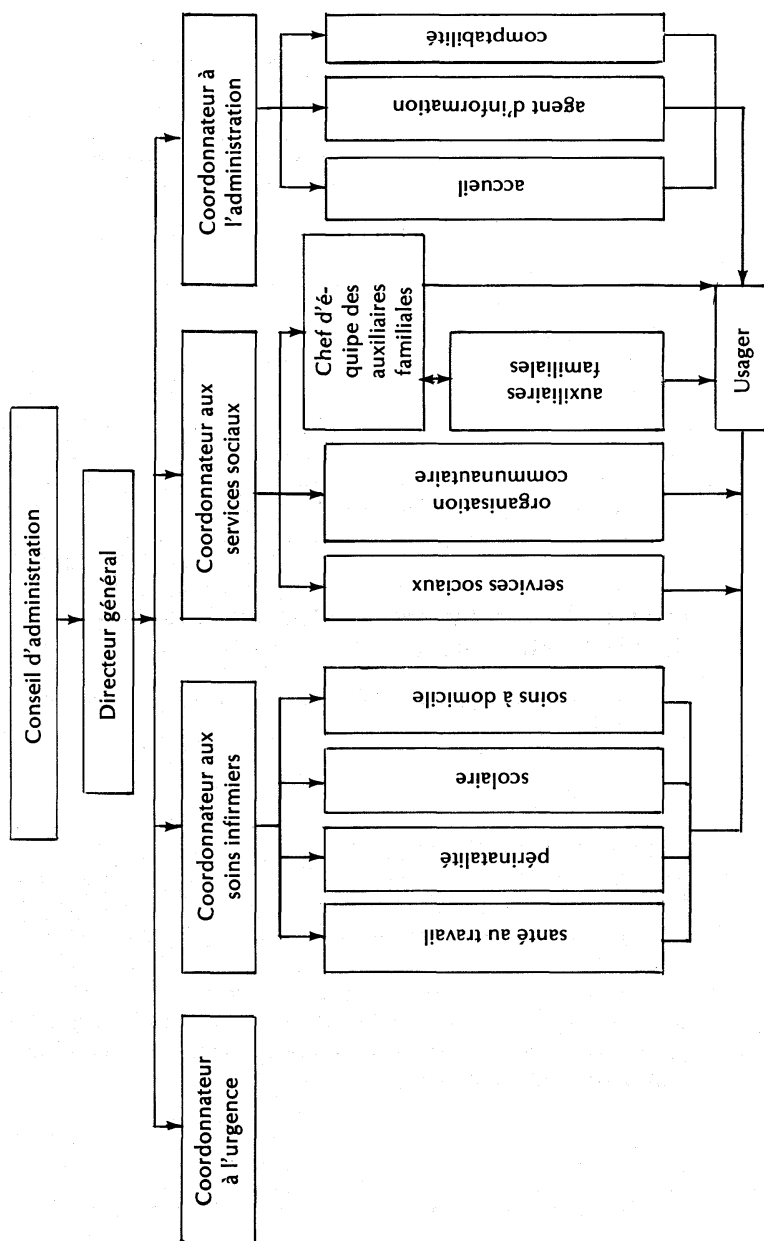 Conseil d'administration
Directeur général
Coordonnateur
à l'urgence
Coordonnateur aux
soins infirmiers
Coordonnateur aux
services sociaux
Coordonnateur à
l'administration
santé au travail
périnatalité
scolaire
soins à domicile
services sociaux
organisation
communautaire
Chef d'é-
quipe des
auxiliaires
familiales
auxiliaires
familiales
accueil
agent d'information
comptabilité
Usager